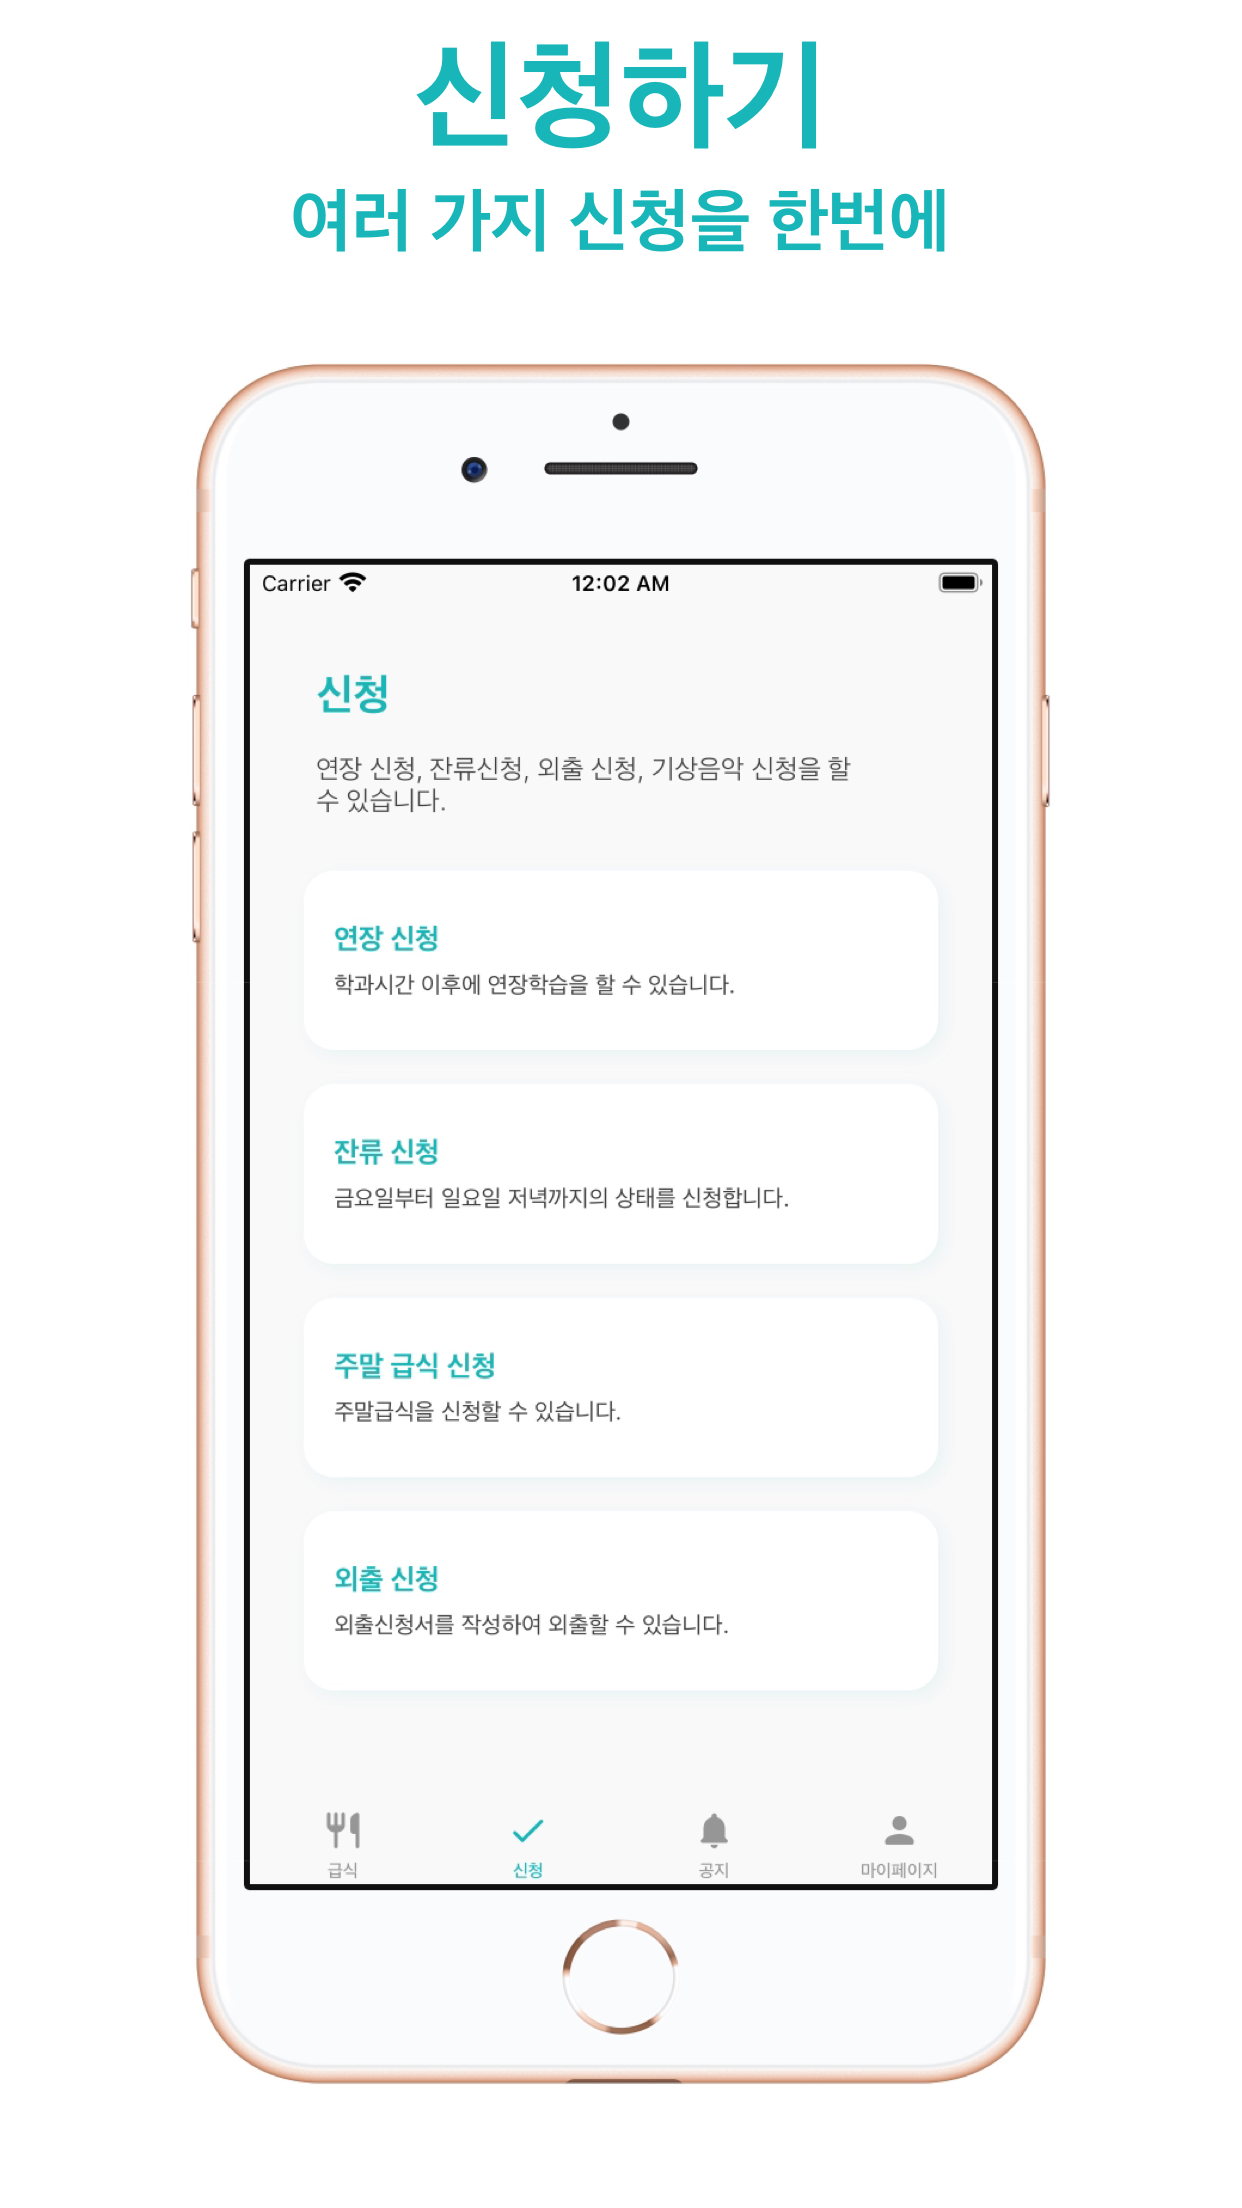 신청하기
여러 가지 신청을 한번에
Carrier 12:02 AM
신청
연장 신청, 잔류신청, 외출 신청, 기상음악 신청을 할
수 있습니다.
연장 신청
학과시간 이후에 연장학습을 할 수 있습니다.
잔류 신청
금요일부터 일요일 저녁까지의 상태를 신청합니다.
주말 급식 신청
주말급식을 신청할 수 있습니다.
외출 신청
외출신청서를 작성하여 외출할 수 있습니다.
급식 신청 공지 마이페이지